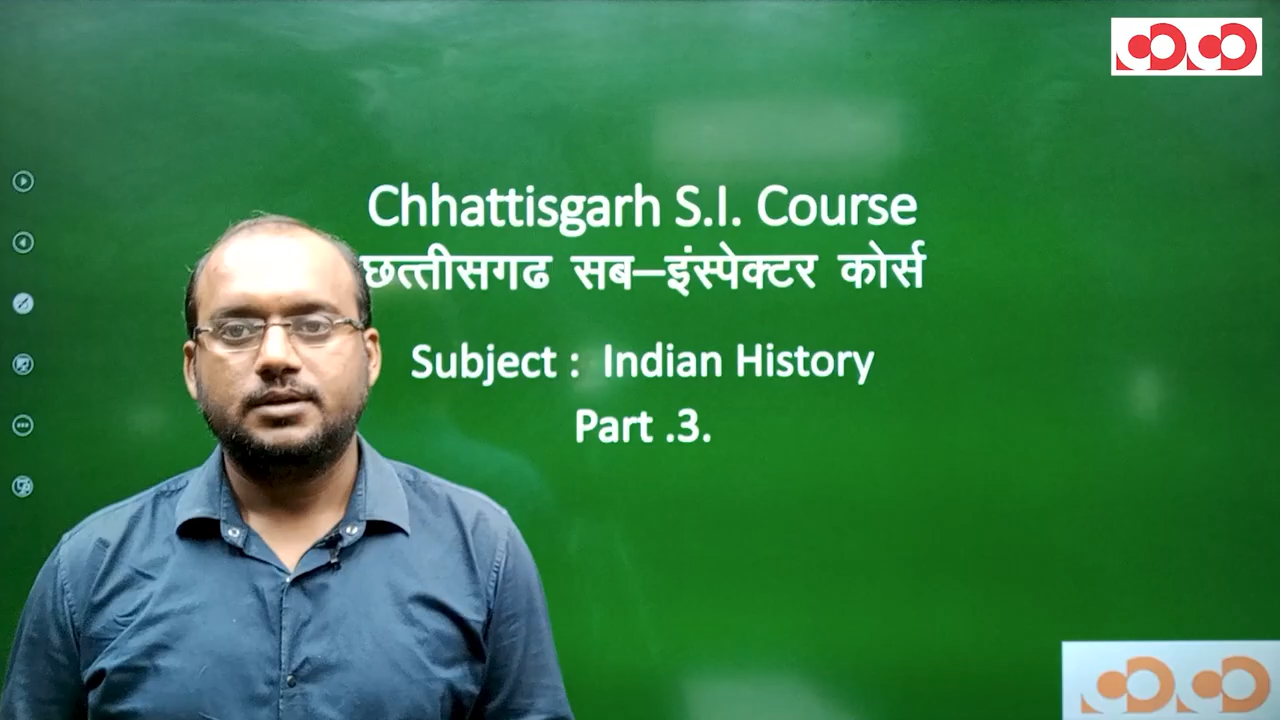 Chhattisgarh S.I. Course
छत्तीसगढ सब–इंस्पेक्टर कोर्स
Subject : Indian History
Part .3.